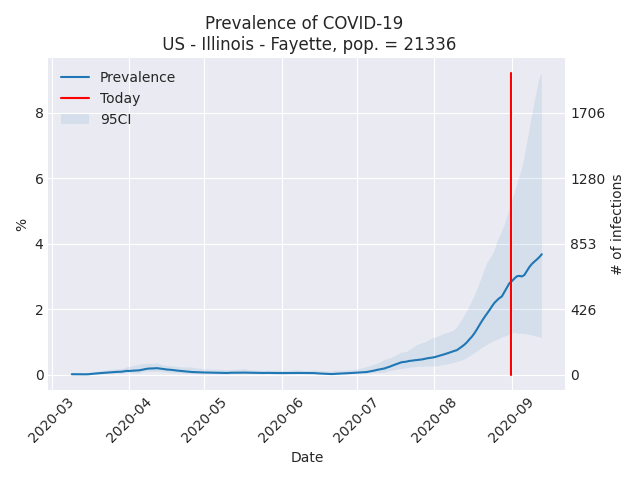 Prevalence of COVID-19
US - Illinois - Fayette, pop. = 21336
Prevalence
Today
95CI
%
8
6
4
2
0
1706
1280
853
426
0
# of infections
2020-03
2020-04
2020-05
2020-06
2020-07
2020-08
2020-09
Date